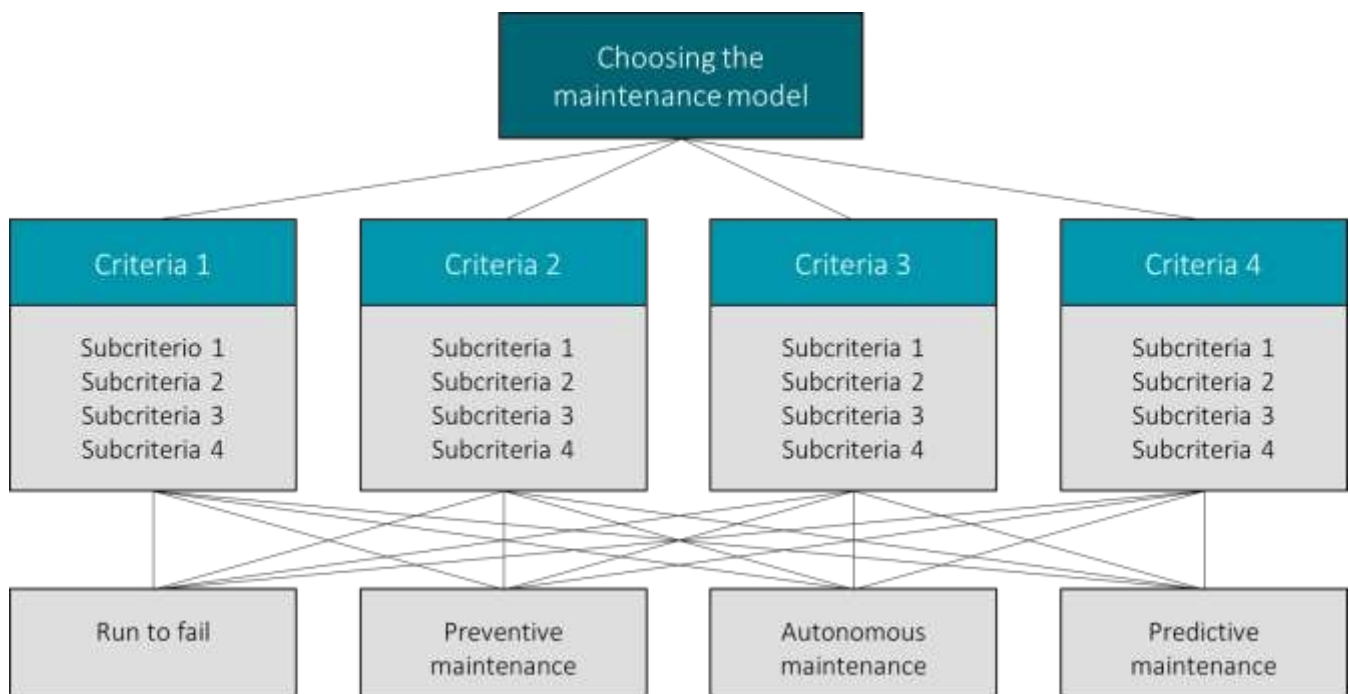 Choosing the
maintenance model
Criteria 1
Subcriterio 1
Subcriteria 2
Subcriteria 3
Subcriteria 4
Criteria 2
Subcriteria 1
Subcriteria 2
Subcriteria 3
Subcriteria 4
Criteria 3
Subcriteria 1
Subcriteria 2
Subcriteria 3
Subcriteria 4
Criteria 4
Subcriteria 1
Subcriteria 2
Subcriteria 3
Subcriteria 4
Run to fail
Preventive
maintenance
Autonomous
maintenance
Predictive
maintenance